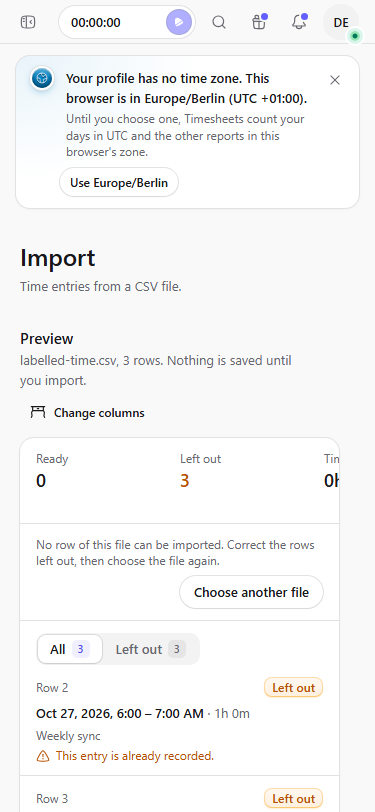 00:00:00
DE
Your profile has no time zone. This
browser is in Europe/Berlin (UTC +01:00).
Until you choose one, Timesheets count your
days in UTC and the other reports in this
browser's zone.
Use Europe/Berlin
Import
Time entries from a CSV file.
Preview
labelled-time.csv, 3 rows. Nothing is saved until
you import.
Change columns
Ready
Left out
0
3
No row of this file can be imported. Correct the rows
left out, then choose the file again.
Choose another file
All 3
Left out 3
Row 2
Left out
Oct 27, 2026, 6:00 – 7:00 AM · 1h 0m
Weekly sync
This entry is already recorded.
Row 3
Left out